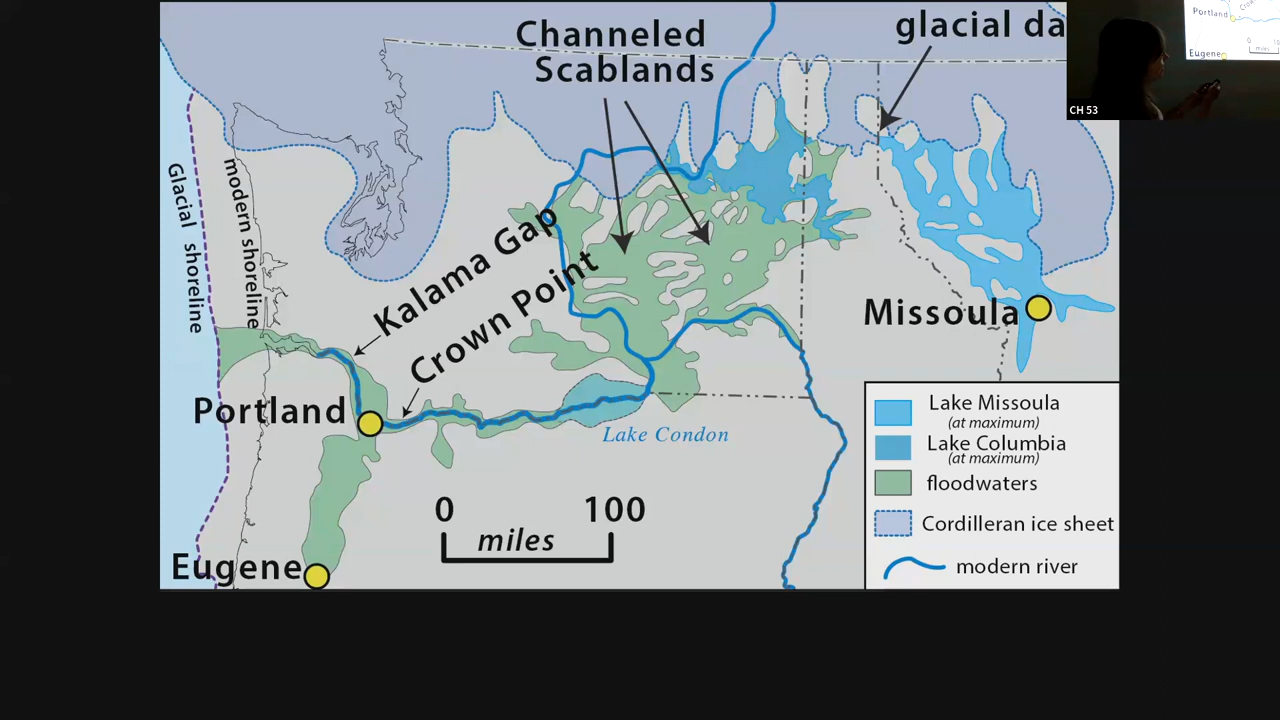 Channeled
Scablands
glacial da
Glacial shoreline
modern shoreline
Kalama Gap
Crown Point
Missoula
Portland
Lake Condon
Eugene
0 100
miles
Lake Missoula
(at maximum)
Lake Columbia
(at maximum)
floodwaters
Cordilleran ice sheet
modern river
CH 53
Portland
Eugene
0
miles